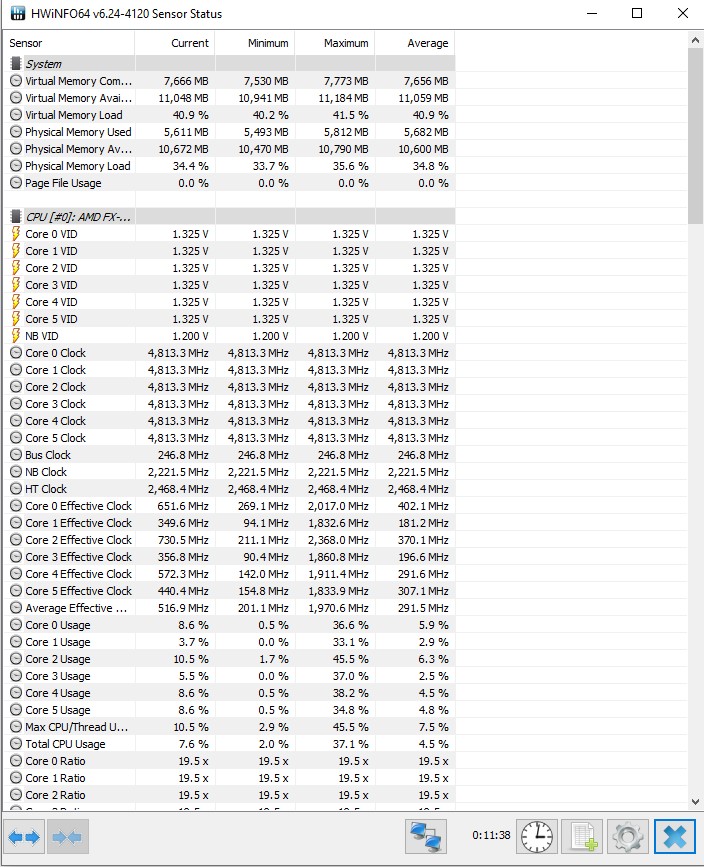 HWiNFO64 v6.24-4120 Sensor Status
Sensor Current Minimum Maximum Average
System
Virtual Memory Com... 7,666 MB 7,530 MB 7,773 MB 7,656 MB
Virtual Memory Avai... 11,048 MB 10,941 MB 11,184 MB 11,059 MB
Virtual Memory Load 40.9 % 40.2 % 41.5 % 40.9 %
Physical Memory Used 5,611 MB 5,493 MB 5,812 MB 5,682 MB
Physical Memory Av... 10,672 MB 10,470 MB 10,790 MB 10,600 MB
Physical Memory Load 34.4 % 33.7 % 35.6 % 34.8 %
Page File Usage 0.0 % 0.0 % 0.0 % 0.0 %
CPU [#0]: AMD FX-...
Core 0 VID 1.325 V 1.325 V 1.325 V 1.325 V
Core 1 VID 1.325 V 1.325 V 1.325 V 1.325 V
Core 2 VID 1.325 V 1.325 V 1.325 V 1.325 V
Core 3 VID 1.325 V 1.325 V 1.325 V 1.325 V
Core 4 VID 1.325 V 1.325 V 1.325 V 1.325 V
Core 5 VID 1.325 V 1.325 V 1.325 V 1.325 V
NB VID 1.200 V 1.200 V 1.200 V 1.200 V
Core 0 Clock 4,813.3 MHz 4,813.3 MHz 4,813.3 MHz 4,813.3 MHz
Core 1 Clock 4,813.3 MHz 4,813.3 MHz 4,813.3 MHz 4,813.3 MHz
Core 2 Clock 4,813.3 MHz 4,813.3 MHz 4,813.3 MHz 4,813.3 MHz
Core 3 Clock 4,813.3 MHz 4,813.3 MHz 4,813.3 MHz 4,813.3 MHz
Core 4 Clock 4,813.3 MHz 4,813.3 MHz 4,813.3 MHz 4,813.3 MHz
Core 5 Clock 4,813.3 MHz 4,813.3 MHz 4,813.3 MHz 4,813.3 MHz
Bus Clock 246.8 MHz 246.8 MHz 246.8 MHz 246.8 MHz
NB Clock 2,221.5 MHz 2,221.5 MHz 2,221.5 MHz 2,221.5 MHz
HT Clock 2,468.4 MHz 2,468.4 MHz 2,468.4 MHz 2,468.4 MHz
Core 0 Effective Clock 651.6 MHz 269.1 MHz 2,017.0 MHz 402.1 MHz
Core 1 Effective Clock 349.6 MHz 94.1 MHz 1,832.6 MHz 181.2 MHz
Core 2 Effective Clock 730.5 MHz 211.1 MHz 2,368.0 MHz 370.1 MHz
Core 3 Effective Clock 356.8 MHz 90.4 MHz 1,860.8 MHz 196.6 MHz
Core 4 Effective Clock 572.3 MHz 142.0 MHz 1,911.4 MHz 291.6 MHz
Core 5 Effective Clock 440.4 MHz 154.8 MHz 1,833.9 MHz 307.1 MHz
Average Effective ... 516.9 MHz 201.1 MHz 1,970.6 MHz 291.5 MHz
Core 0 Usage 8.6 % 0.5 % 36.6 % 5.9 %
Core 1 Usage 3.7 % 0.0 % 33.1 % 2.9 %
Core 2 Usage 10.5 % 1.7 % 45.5 % 6.3 %
Core 3 Usage 5.5 % 0.0 % 37.0 % 2.5 %
Core 4 Usage 8.6 % 0.5 % 38.2 % 4.5 %
Core 5 Usage 8.6 % 0.5 % 34.8 % 4.8 %
Max CPU/Thread U... 10.5 % 2.9 % 45.5 % 7.5 %
Total CPU Usage 7.6 % 2.0 % 37.1 % 4.5 %
Core 0 Ratio 19.5 x 19.5 x 19.5 x 19.5 x
Core 1 Ratio 19.5 x 19.5 x 19.5 x 19.5 x
Core 2 Ratio 19.5 x 19.5 x 19.5 x 19.5 x
0:11:38